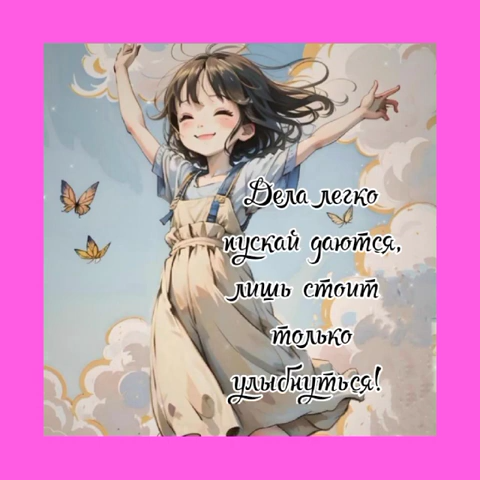 Дела легко
пускай даются,
лишь стоит
только
улыбнуться!